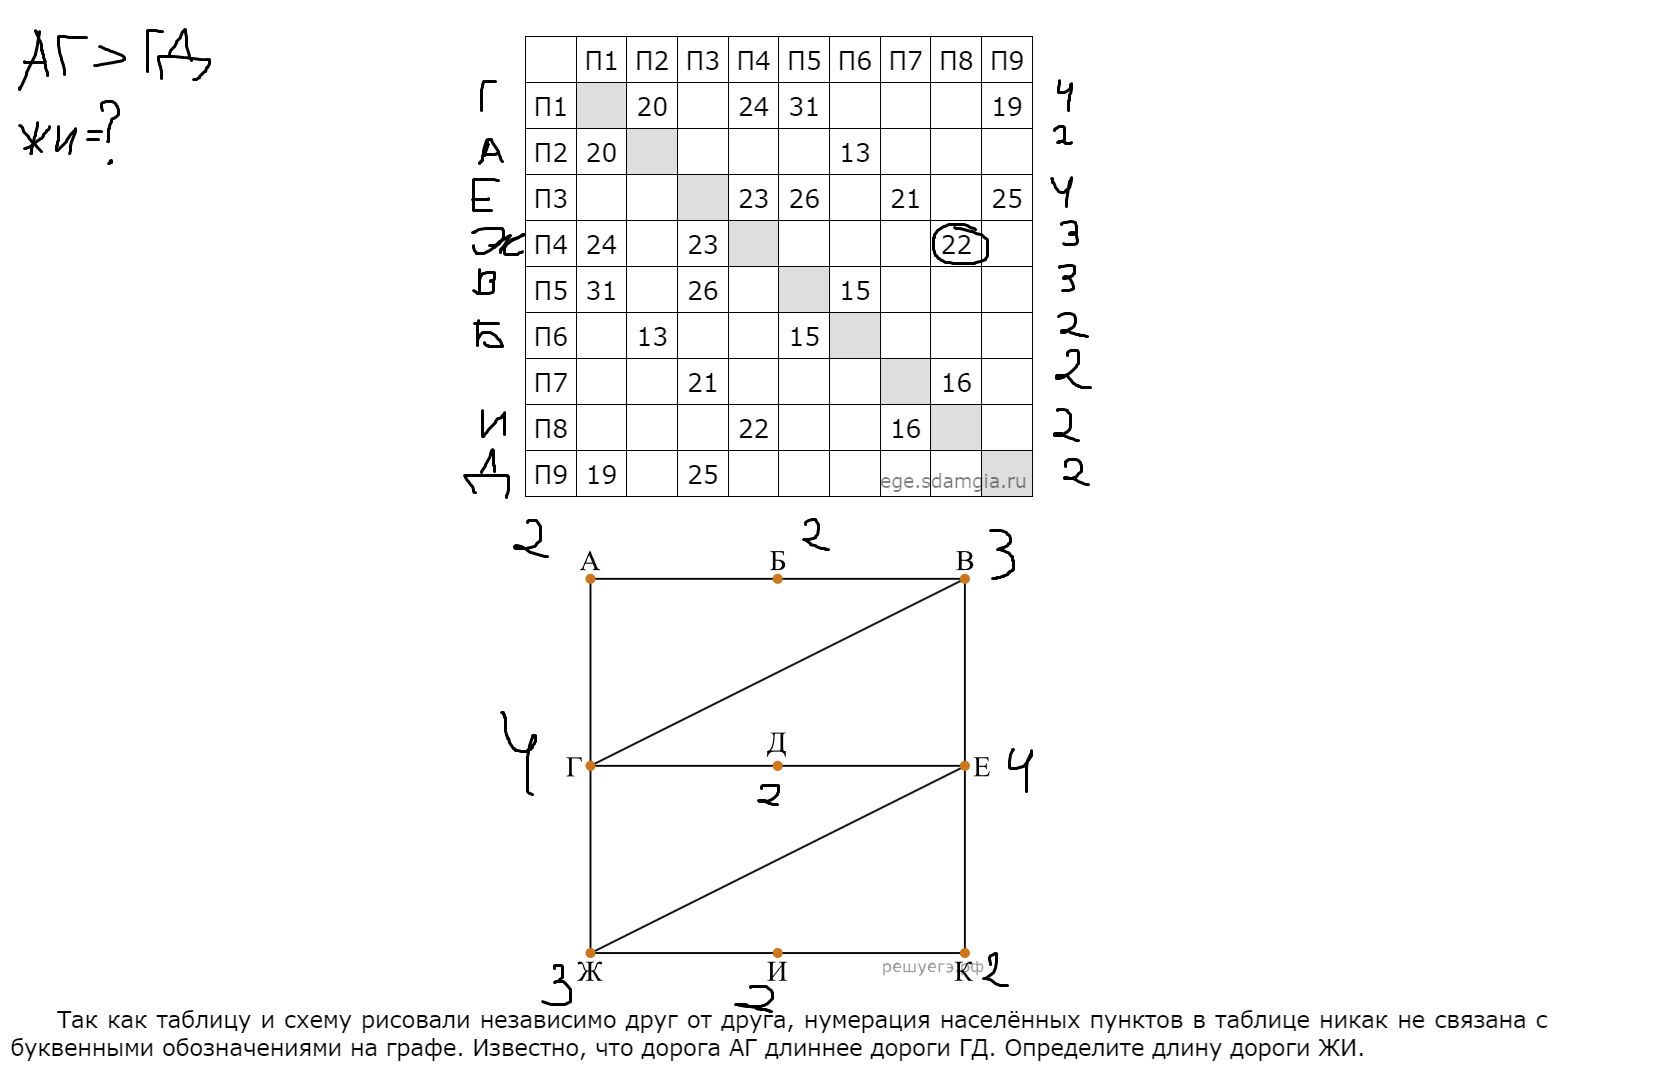 АГ > ГД
ЖИ = ?
П1 П2 П3 П4 П5 П6 П7 П8 П9
Г П1 20 24 31 19 4
А П2 20 13 2
Е П3 23 26 21 25 4
Ж П4 24 23 22 3
В П5 31 26 15 3
Б П6 13 15 2
П7 21 16 2
И П8 22 16 2
Д П9 19 25 2
ege.sdamgia.ru
2 2 3
А Б В
4 Г Д Е 4
2
Ж И К
3 2 2
решуегэ.рф
Так как таблицу и схему рисовали независимо друг от друга, нумерация населённых пунктов в таблице никак не связана с
буквенными обозначениями на графе. Известно, что дорога АГ длиннее дороги ГД. Определите длину дороги ЖИ.